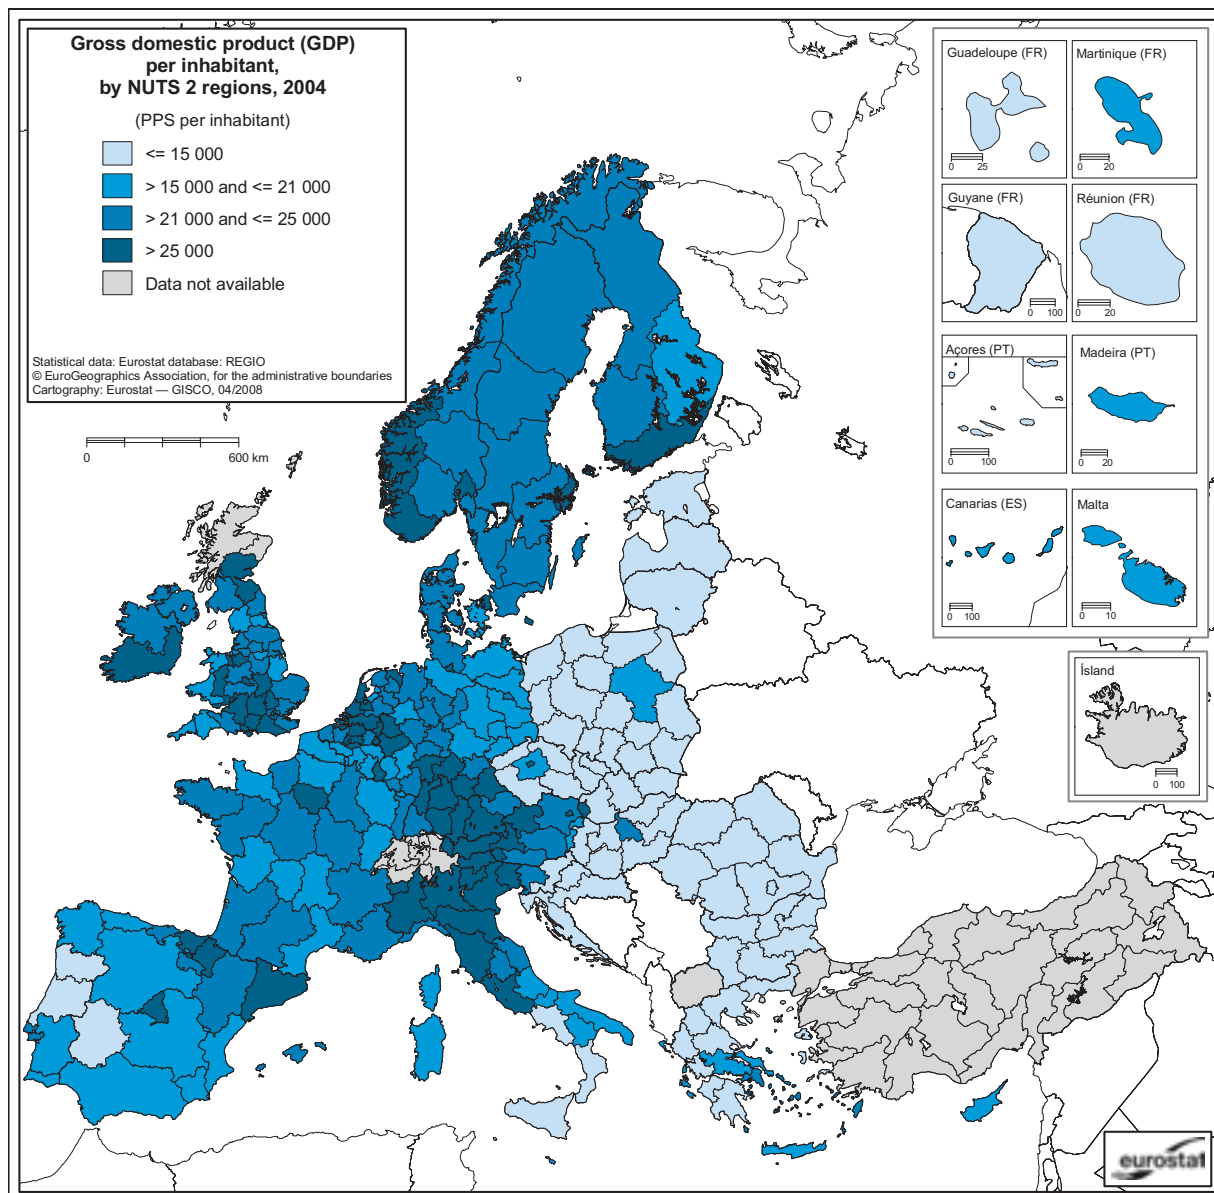 Gross domestic product (GDP)
per inhabitant,
by NUTS 2 regions, 2004
(PPS per inhabitant)
<= 15 000
> 15 000 and <= 21 000
> 21 000 and <= 25 000
> 25 000
Data not available
Statistical data: Eurostat database: REGIO
© EuroGeographics Association, for the administrative boundaries
Cartography: Eurostat — GISCO, 04/2008
0 600 km
Guadeloupe (FR)
0 25
Martinique (FR)
0 20
Guyane (FR)
0 100
Réunion (FR)
0 20
Açores (PT)
0 100
Madeira (PT)
0 20
Canarias (ES)
0 100
Malta
0 10
Ísland
0 100
eurostat